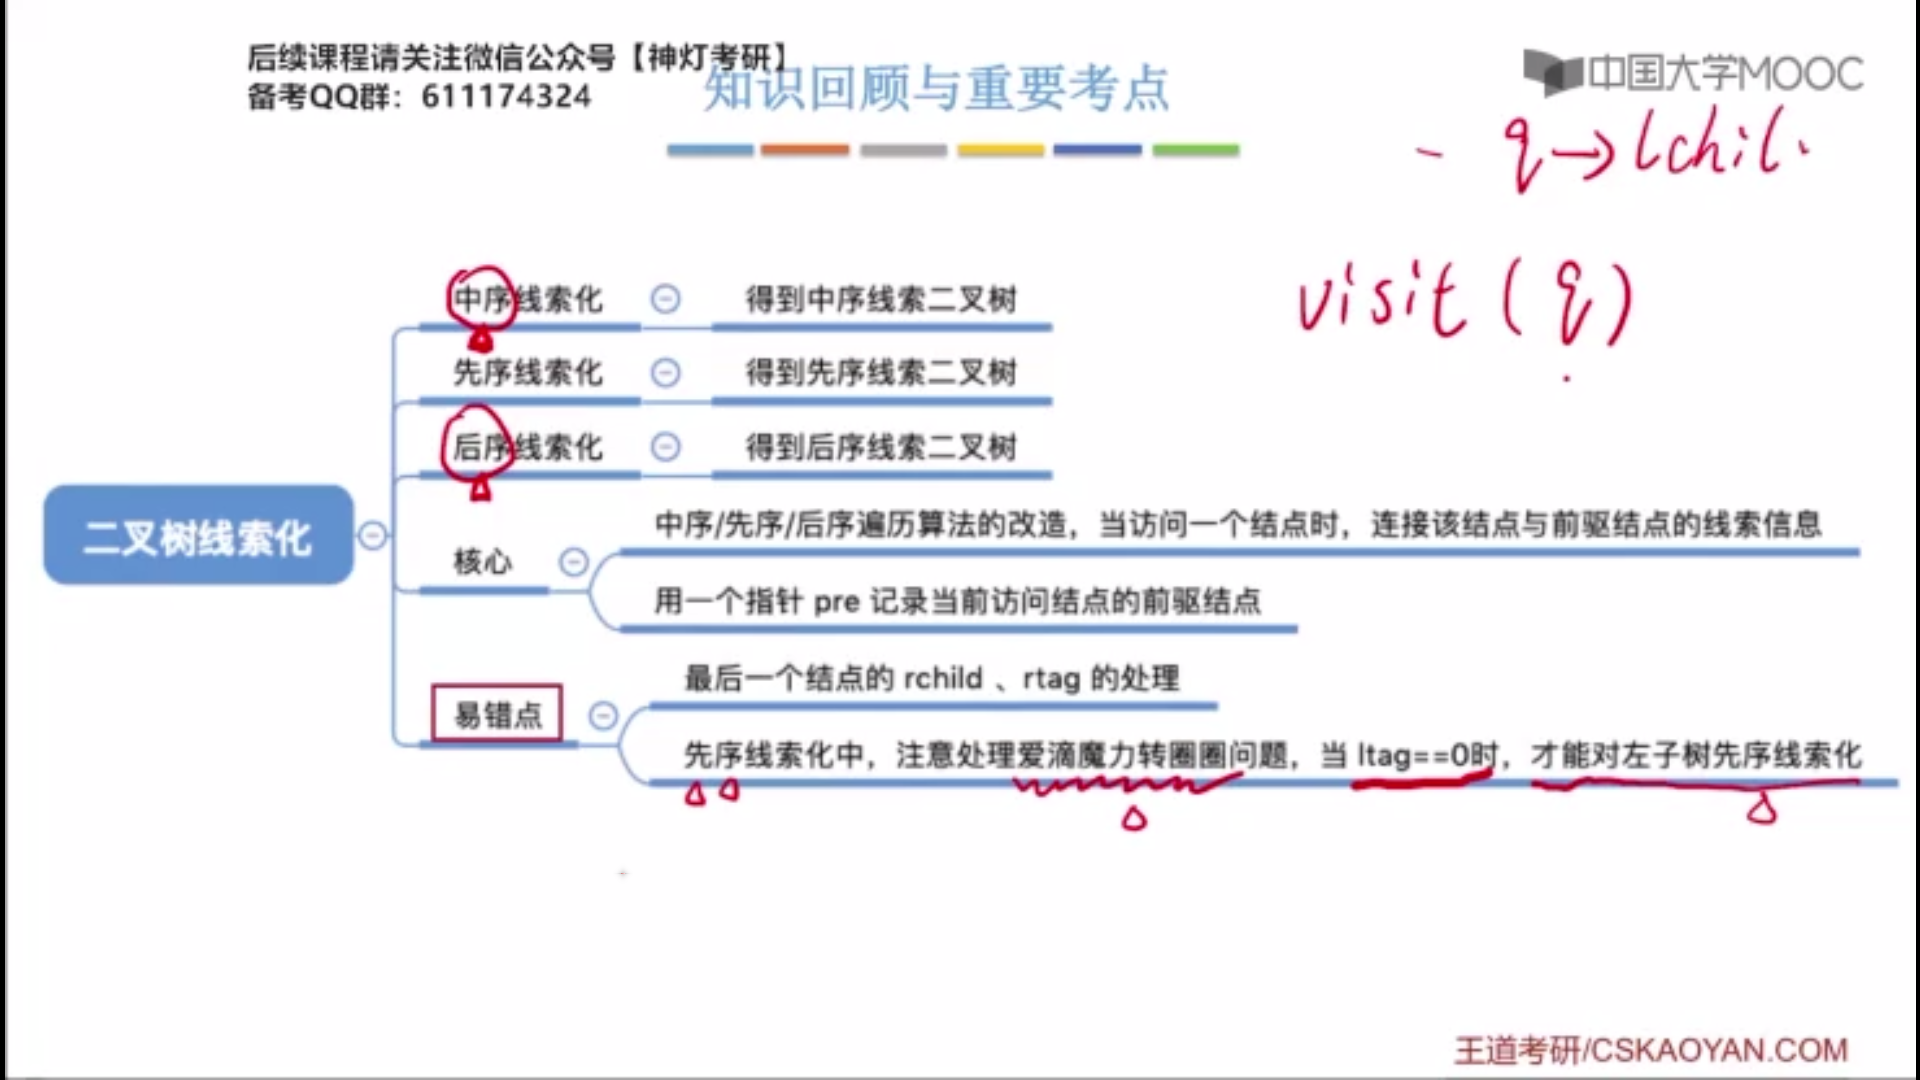 后续课程请关注微信公众号【神灯考研】
备考QQ群：611174324
知识回顾与重要考点
中国大学MOOC
q→lchil
visit(q)
中序线索化
得到中序线索二叉树
先序线索化
得到先序线索二叉树
后序线索化
得到后序线索二叉树
二叉树线索化
核心
中序/先序/后序遍历算法的改造，当访问一个结点时，连接该结点与前驱结点的线索信息
用一个指针 pre 记录当前访问结点的前驱结点
易错点
最后一个结点的 rchild 、rtag 的处理
先序线索化中，注意处理爱滴魔力转圈圈问题，当 ltag==0时，才能对左子树先序线索化
王道考研/CSKAOYAN.COM